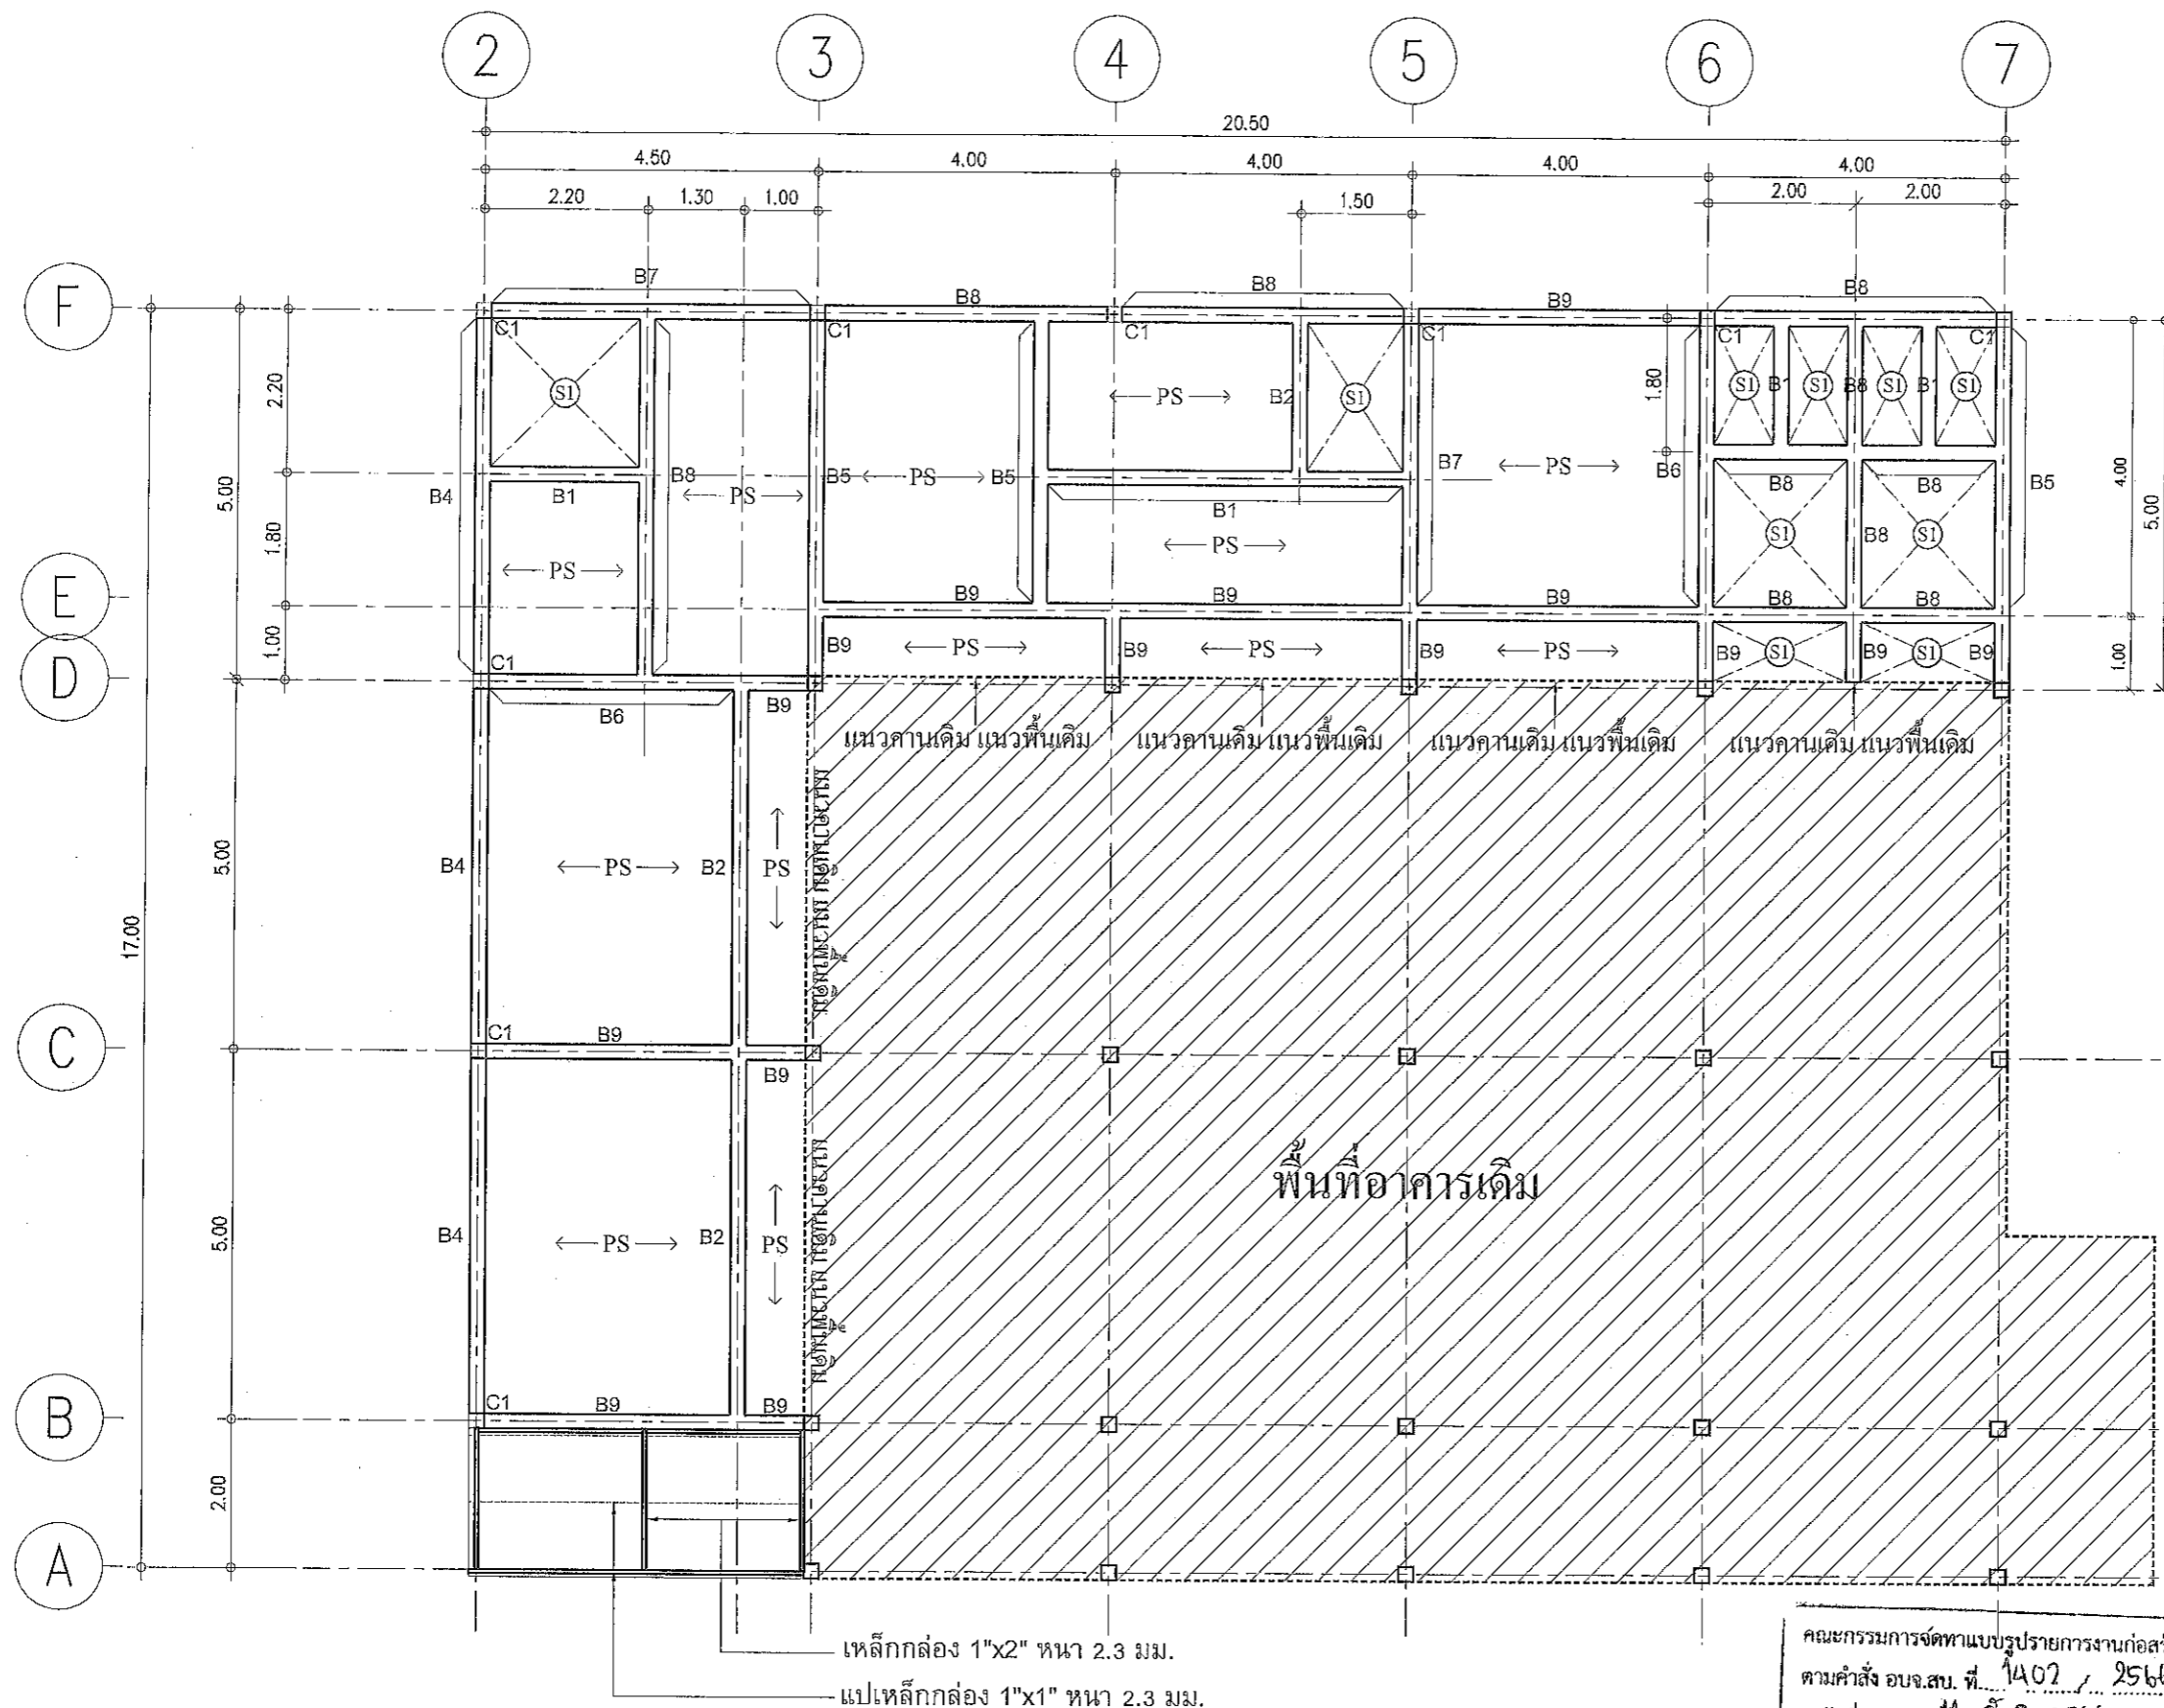 2 3 4 5 6 7
20.50
4.50 4.00 4.00 4.00 4.00
2.20 1.30 1.00 1.50 2.00 2.00
F B7 B8 B8 B9 B8
C1 C1 C1 C1 C1 C1
2.20 S1 PS B2 S1 1.80 S1 B1 S1 B8 S1 B1 S1
5.00 B4 B1 B8 PS B5 PS B5 B1 B7 PS B6 B8 B8 B5 4.00 5.00
1.80 PS PS S1 B8 S1
E B9 B9 B9 B8 B8
1.00 B9 PS B9 PS B9 PS B9 S1 B9 S1 B9 1.00
D C1
B6 B9
แนวคานเดิม แนวพื้นเดิม แนวคานเดิม แนวพื้นเดิม แนวคานเดิม แนวพื้นเดิม แนวคานเดิม แนวพื้นเดิม
5.00 B4 PS B2 PS
17.00
C C1 B9
B9
พื้นที่อาคารเดิม
5.00 B4 PS B2 PS
B C1 B9 B9
2.00
A
เหล็กกล่อง 1"x2" หนา 2.3 มม.
แปเหล็กกล่อง 1"x1" หนา 2.3 มม.
คณะกรรมการจัดทำแบบรูปรายการงานก่อสร้
ตามคำสั่ง อบจ.สบ. ที่ 1402 / 256